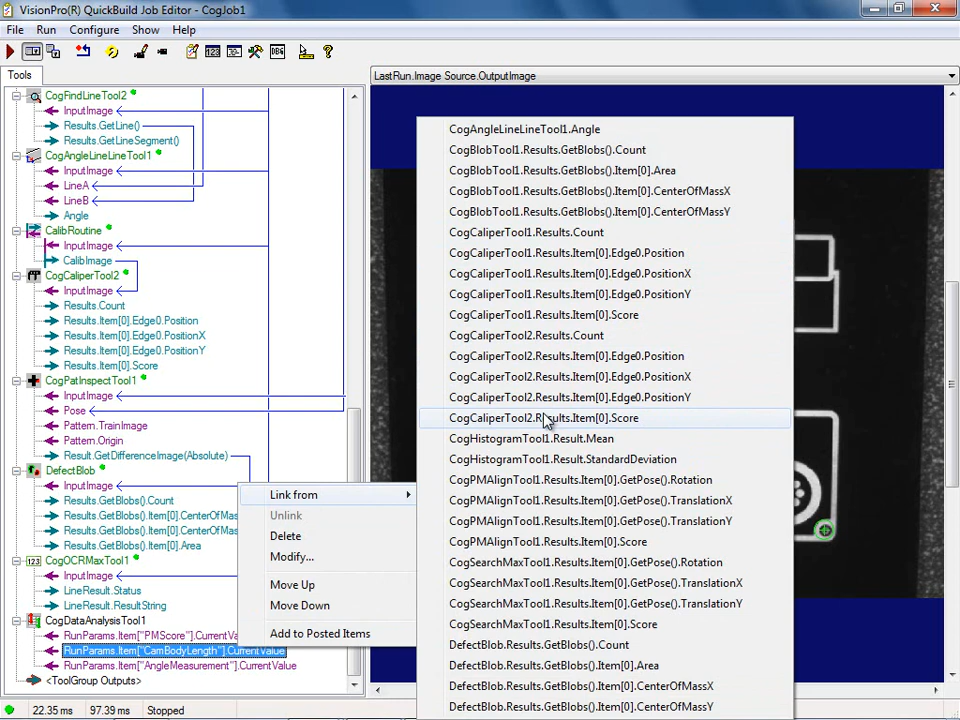 VisionPro(R) QuickBuild Job Editor - CogJob1
File Run Configure Show Help
Tools
LastRun.Image Source.OutputImage
CogFindLineTool2
InputImage
Results.GetLine()
Results.GetLineSegment()
CogAngleLineLineTool1
InputImage
LineA
LineB
Angle
CalibRoutine
InputImage
CalibImage
CogCaliperTool2
InputImage
Results.Count
Results.Item[0].Edge0.Position
Results.Item[0].Edge0.PositionX
Results.Item[0].Edge0.PositionY
Results.Item[0].Score
CogPatInspectTool1
InputImage
Pose
Pattern.TrainImage
Pattern.Origin
Result.GetDifferenceImage(Absolute)
DefectBlob
InputImage
Results.GetBlobs().Count
Results.GetBlobs().Item[0].CenterOfMas
Results.GetBlobs().Item[0].CenterOfMas
Results.GetBlobs().Item[0].Area
CogOCRMaxTool1
InputImage
LineResult.Status
LineResult.ResultString
CogDataAnalysisTool1
RunParams.Item["PMScore"].CurrentVa
RunParams.Item["CamBodyLength"].CurrentValue
RunParams.Item["AngleMeasurement"].CurrentValue
<ToolGroup Outputs>
Link from
Unlink
Delete
Modify...
Move Up
Move Down
Add to Posted Items
CogAngleLineLineTool1.Angle
CogBlobTool1.Results.GetBlobs().Count
CogBlobTool1.Results.GetBlobs().Item[0].Area
CogBlobTool1.Results.GetBlobs().Item[0].CenterOfMassX
CogBlobTool1.Results.GetBlobs().Item[0].CenterOfMassY
CogCaliperTool1.Results.Count
CogCaliperTool1.Results.Item[0].Edge0.Position
CogCaliperTool1.Results.Item[0].Edge0.PositionX
CogCaliperTool1.Results.Item[0].Edge0.PositionY
CogCaliperTool1.Results.Item[0].Score
CogCaliperTool2.Results.Count
CogCaliperTool2.Results.Item[0].Edge0.Position
CogCaliperTool2.Results.Item[0].Edge0.PositionX
CogCaliperTool2.Results.Item[0].Edge0.PositionY
CogCaliperTool2.Results.Item[0].Score
CogHistogramTool1.Result.Mean
CogHistogramTool1.Result.StandardDeviation
CogPMAlignTool1.Results.Item[0].GetPose().Rotation
CogPMAlignTool1.Results.Item[0].GetPose().TranslationX
CogPMAlignTool1.Results.Item[0].GetPose().TranslationY
CogPMAlignTool1.Results.Item[0].Score
CogSearchMaxTool1.Results.Item[0].GetPose().Rotation
CogSearchMaxTool1.Results.Item[0].GetPose().TranslationX
CogSearchMaxTool1.Results.Item[0].GetPose().TranslationY
CogSearchMaxTool1.Results.Item[0].Score
DefectBlob.Results.GetBlobs().Count
DefectBlob.Results.GetBlobs().Item[0].Area
DefectBlob.Results.GetBlobs().Item[0].CenterOfMassX
DefectBlob.Results.GetBlobs().Item[0].CenterOfMassY
22.35 ms 97.39 ms Stopped